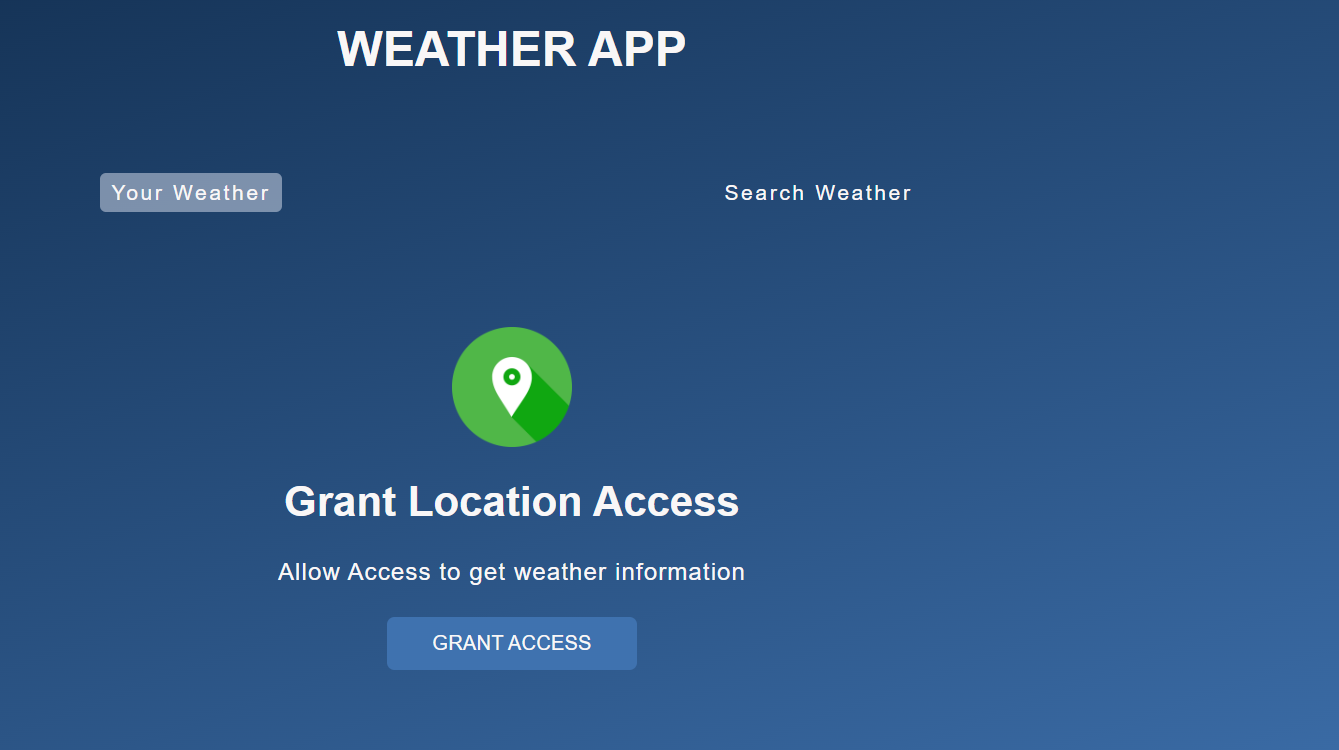 WEATHER APP
Your Weather
Search Weather
Grant Location Access
Allow Access to get weather information
GRANT ACCESS